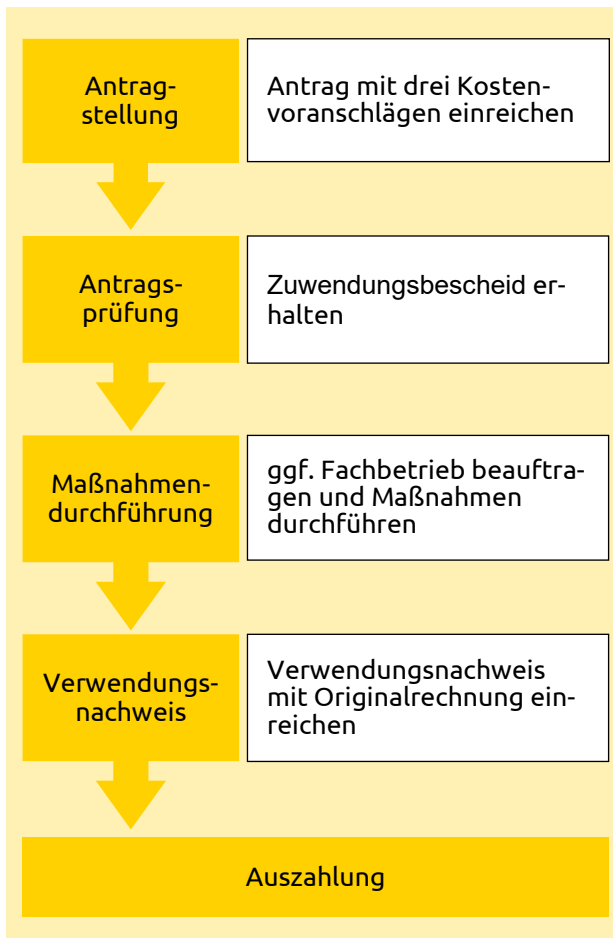 Antrag-
stellung
Antrag mit drei Kosten-
voranschlägen einreichen
Antrags-
prüfung
Zuwendungsbescheid er-
halten
Maßnahmen-
durchführung
ggf. Fachbetrieb beauftra-
gen und Maßnahmen
durchführen
Verwendungs-
nachweis
Verwendungsnachweis
mit Originalrechnung ein-
reichen
Auszahlung